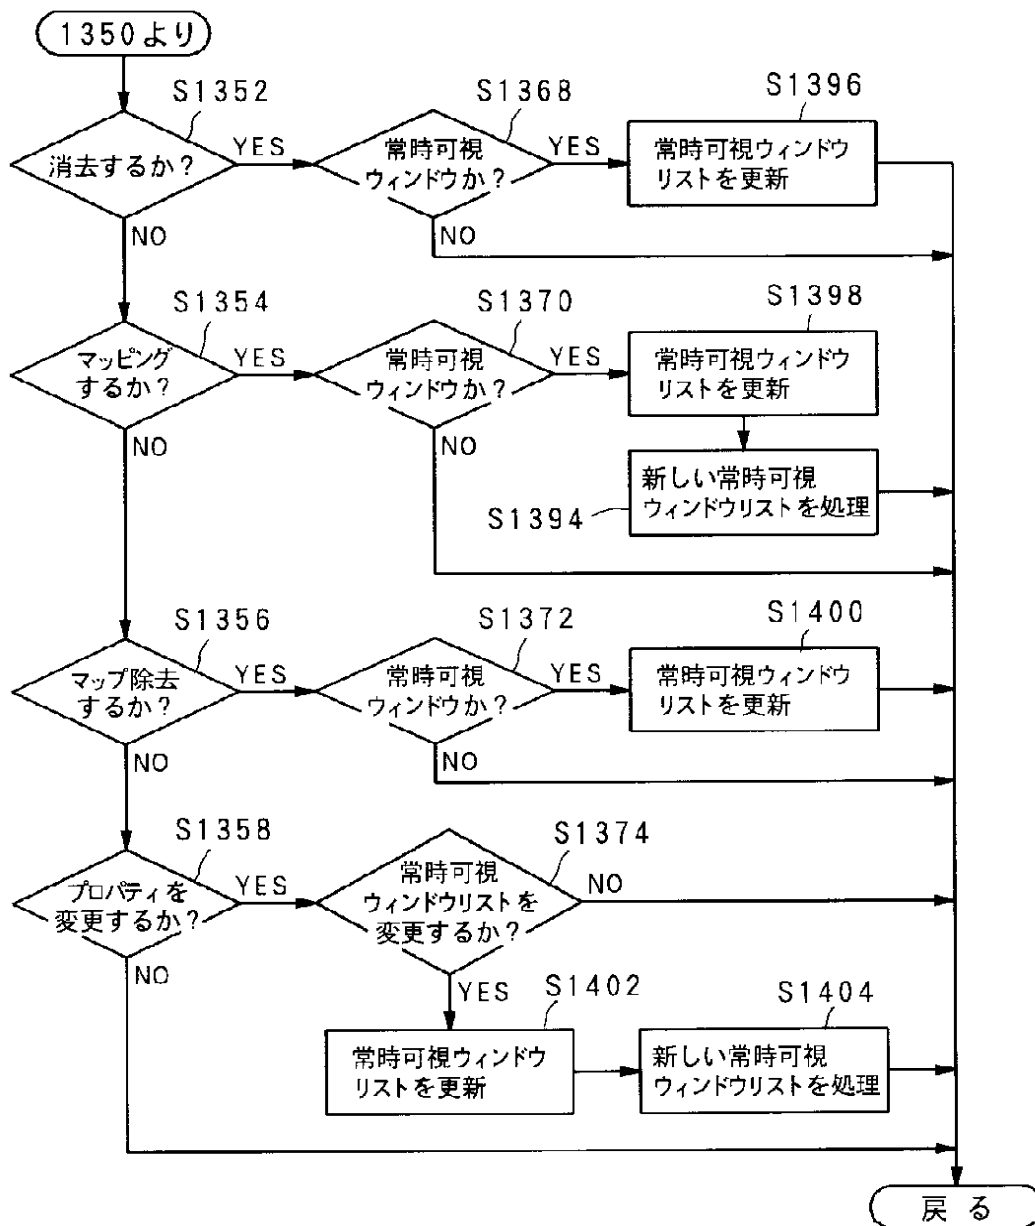 1350より
S1352
消去するか?
YES
NO
S1368
常時可視
ウィンドウか?
YES
NO
S1396
常時可視ウィンドウ
リストを更新
S1354
マッピング
するか?
YES
NO
S1370
常時可視
ウィンドウか?
YES
NO
S1398
常時可視ウィンドウ
リストを更新
S1394
新しい常時可視
ウィンドウリストを処理
S1356
マップ除去
するか?
YES
NO
S1372
常時可視
ウィンドウか?
YES
NO
S1400
常時可視ウィンドウ
リストを更新
S1358
プロパティを
変更するか?
YES
NO
S1374
常時可視
ウィンドウリストを
変更するか?
NO
YES
S1402
常時可視ウィンドウ
リストを更新
S1404
新しい常時可視
ウィンドウリストを処理
戻る